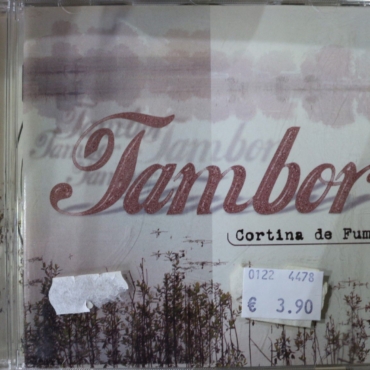 Tambor
Cortina de Fum
0122 4478
€ 3.90